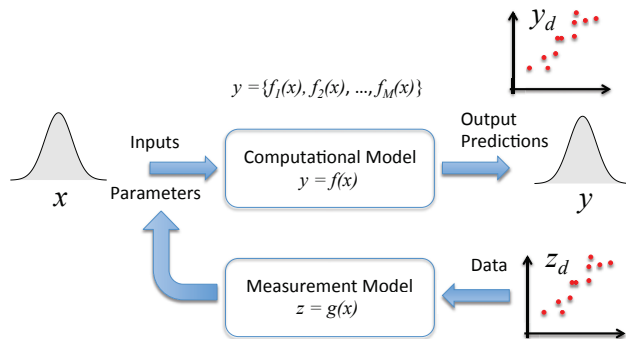 y_d
y = {f_1(x), f_2(x), ..., f_M(x)}
Inputs
Parameters
x
Computational Model
y = f(x)
Output
Predictions
y
Measurement Model
z = g(x)
Data
z_d